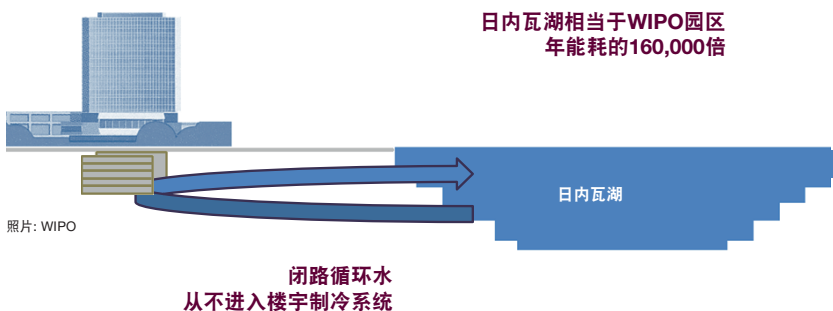 日内瓦湖相当于WIPO园区
年能耗的160,000倍
日内瓦湖
照片: WIPO
闭路循环水
从不进入楼宇制冷系统